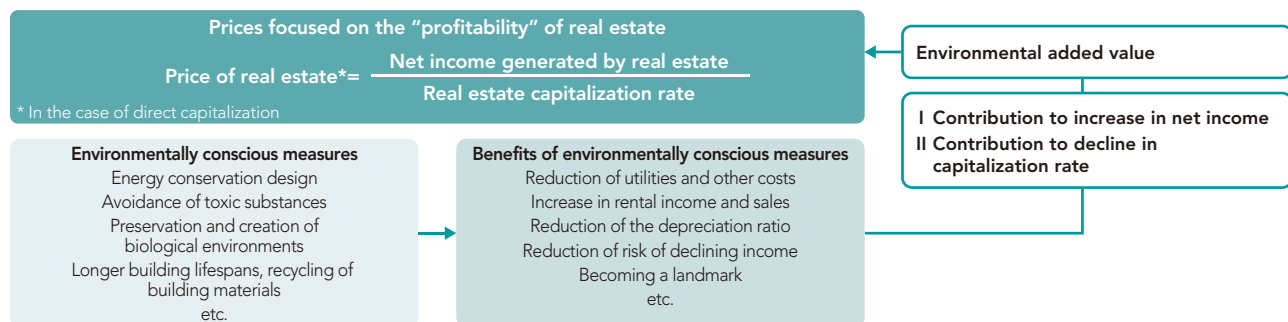 Prices focused on the “profitability” of real estate
Price of real estate*=
Net income generated by real estate
Real estate capitalization rate
* In the case of direct capitalization
Environmental added value
I Contribution to increase in net income
II Contribution to decline in
capitalization rate
Environmentally conscious measures
Energy conservation design
Avoidance of toxic substances
Preservation and creation of
biological environments
Longer building lifespans, recycling of
building materials
etc.
Benefits of environmentally conscious measures
Reduction of utilities and other costs
Increase in rental income and sales
Reduction of the depreciation ratio
Reduction of risk of declining income
Becoming a landmark
etc.